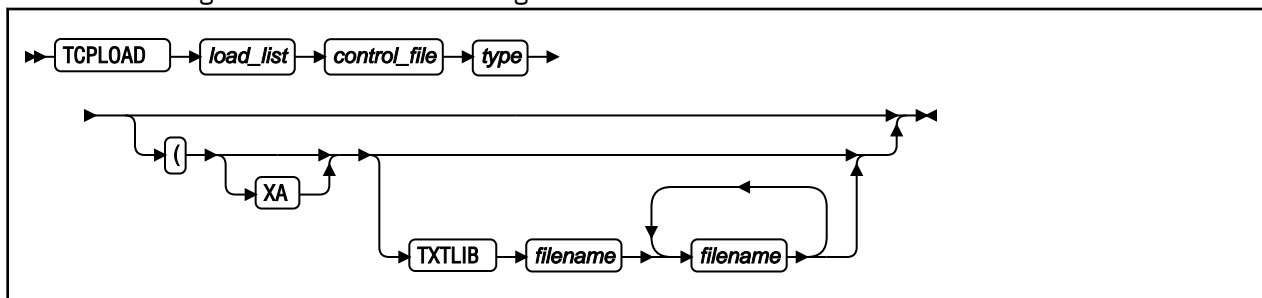 TCPLOAD load_list control_file type
(
XA
TXTLIB filename filename